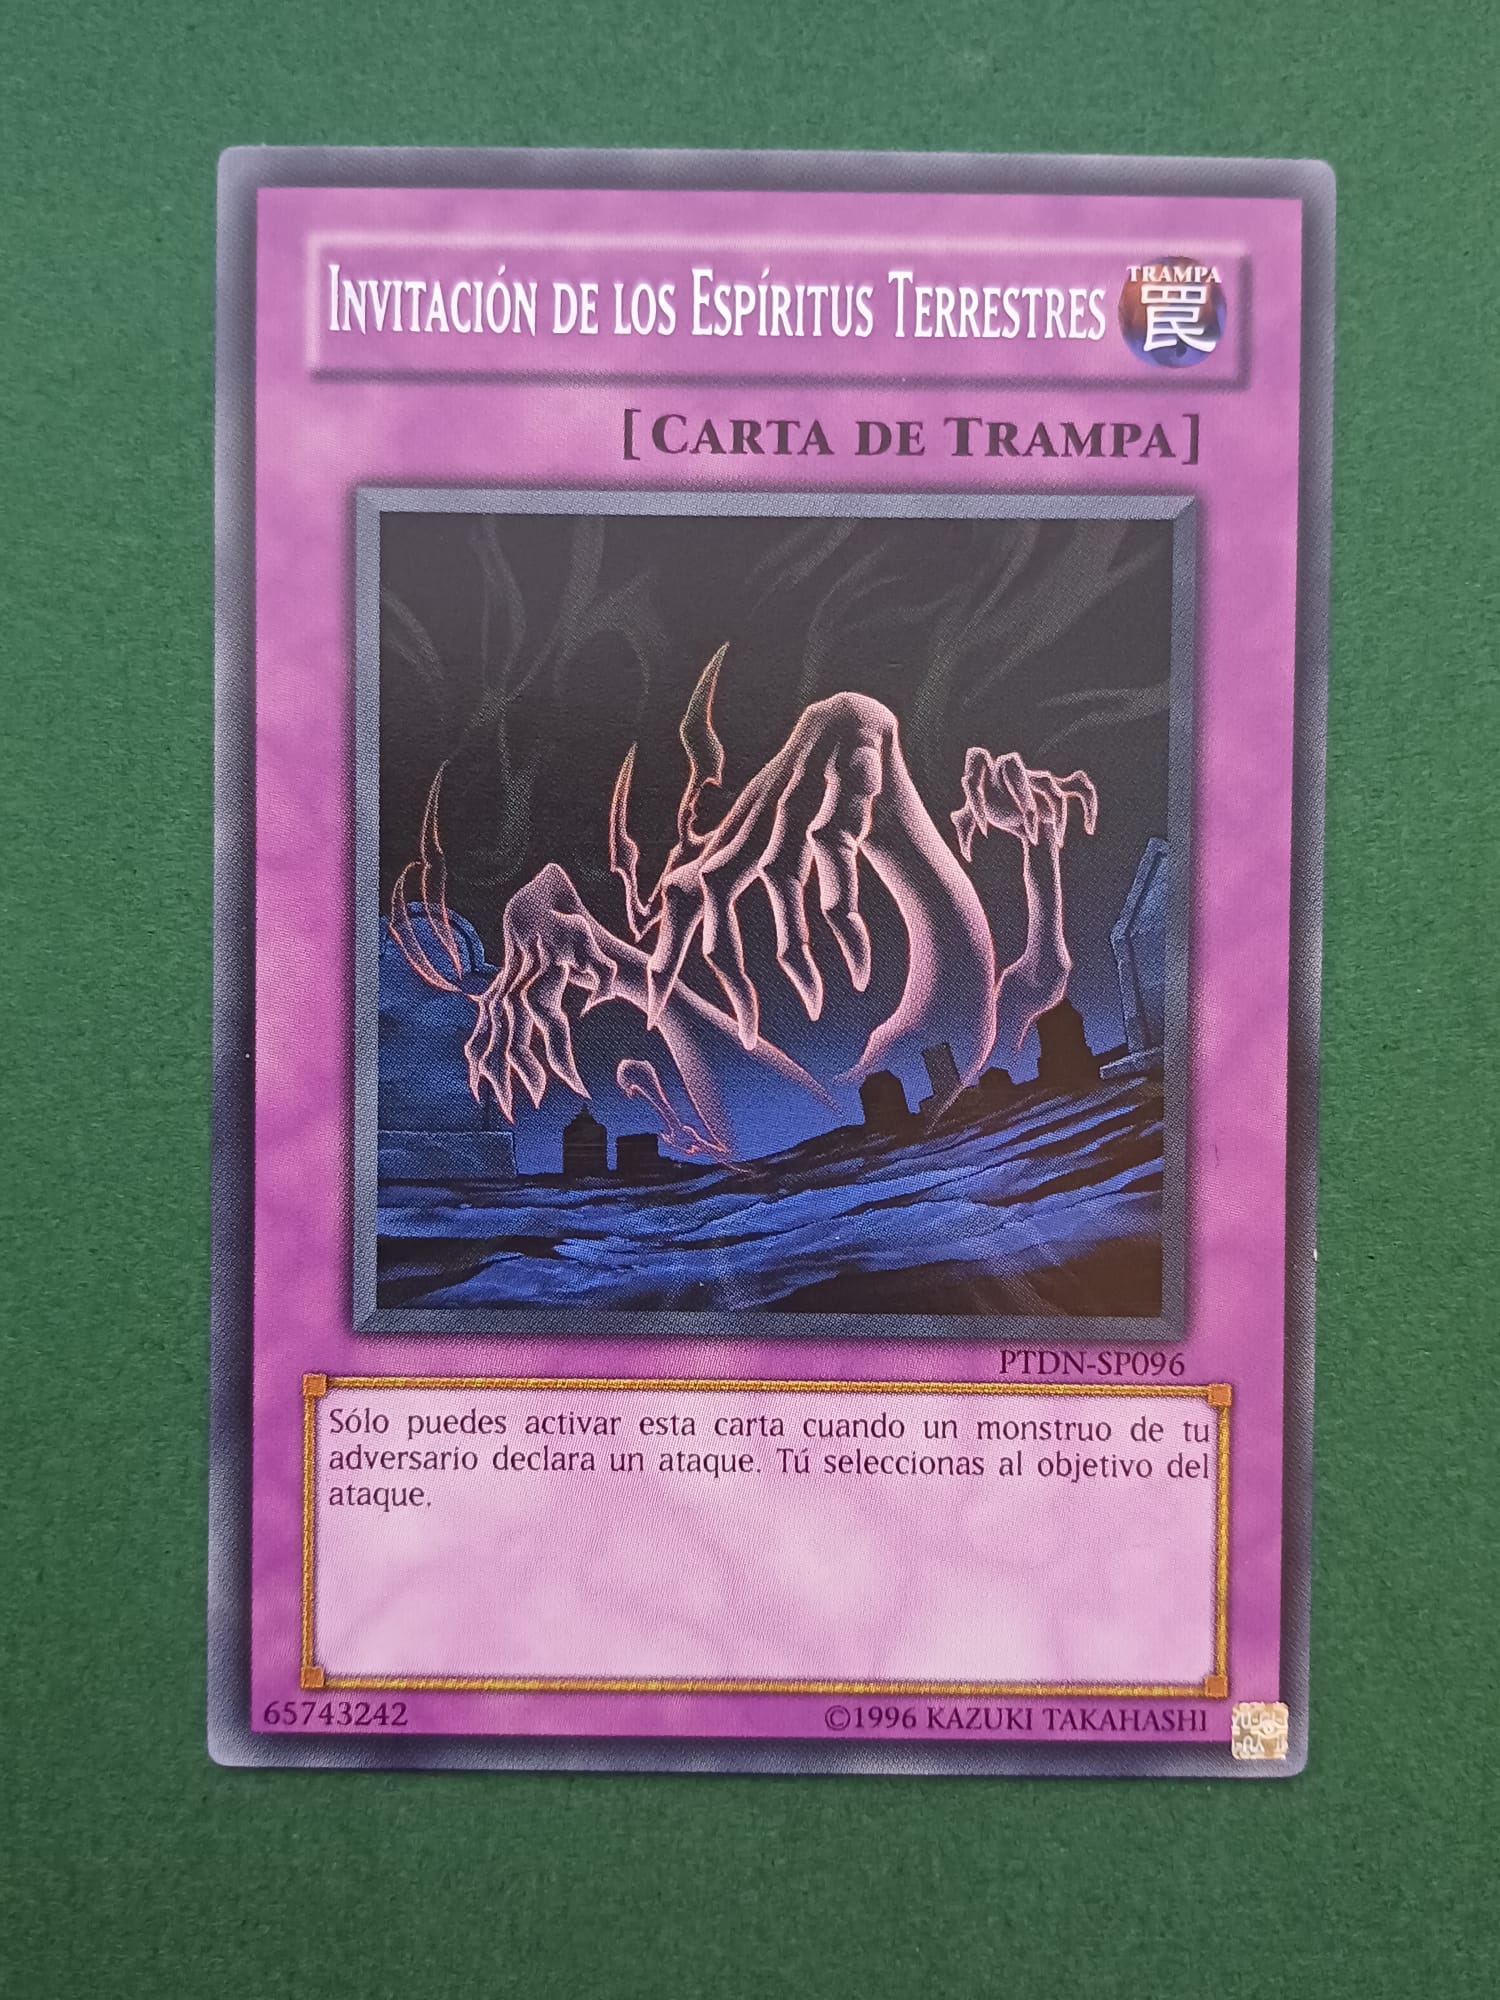 Invitación de los Espíritus Terrestres
TRAMPA
罠
[Carta de Trampa]
PTDN-SP096
Sólo puedes activar esta carta cuando un monstruo de tu
adversario declara un ataque. Tú seleccionas al objetivo del
ataque.
65743242
©1996 KAZUKI TAKAHASHI